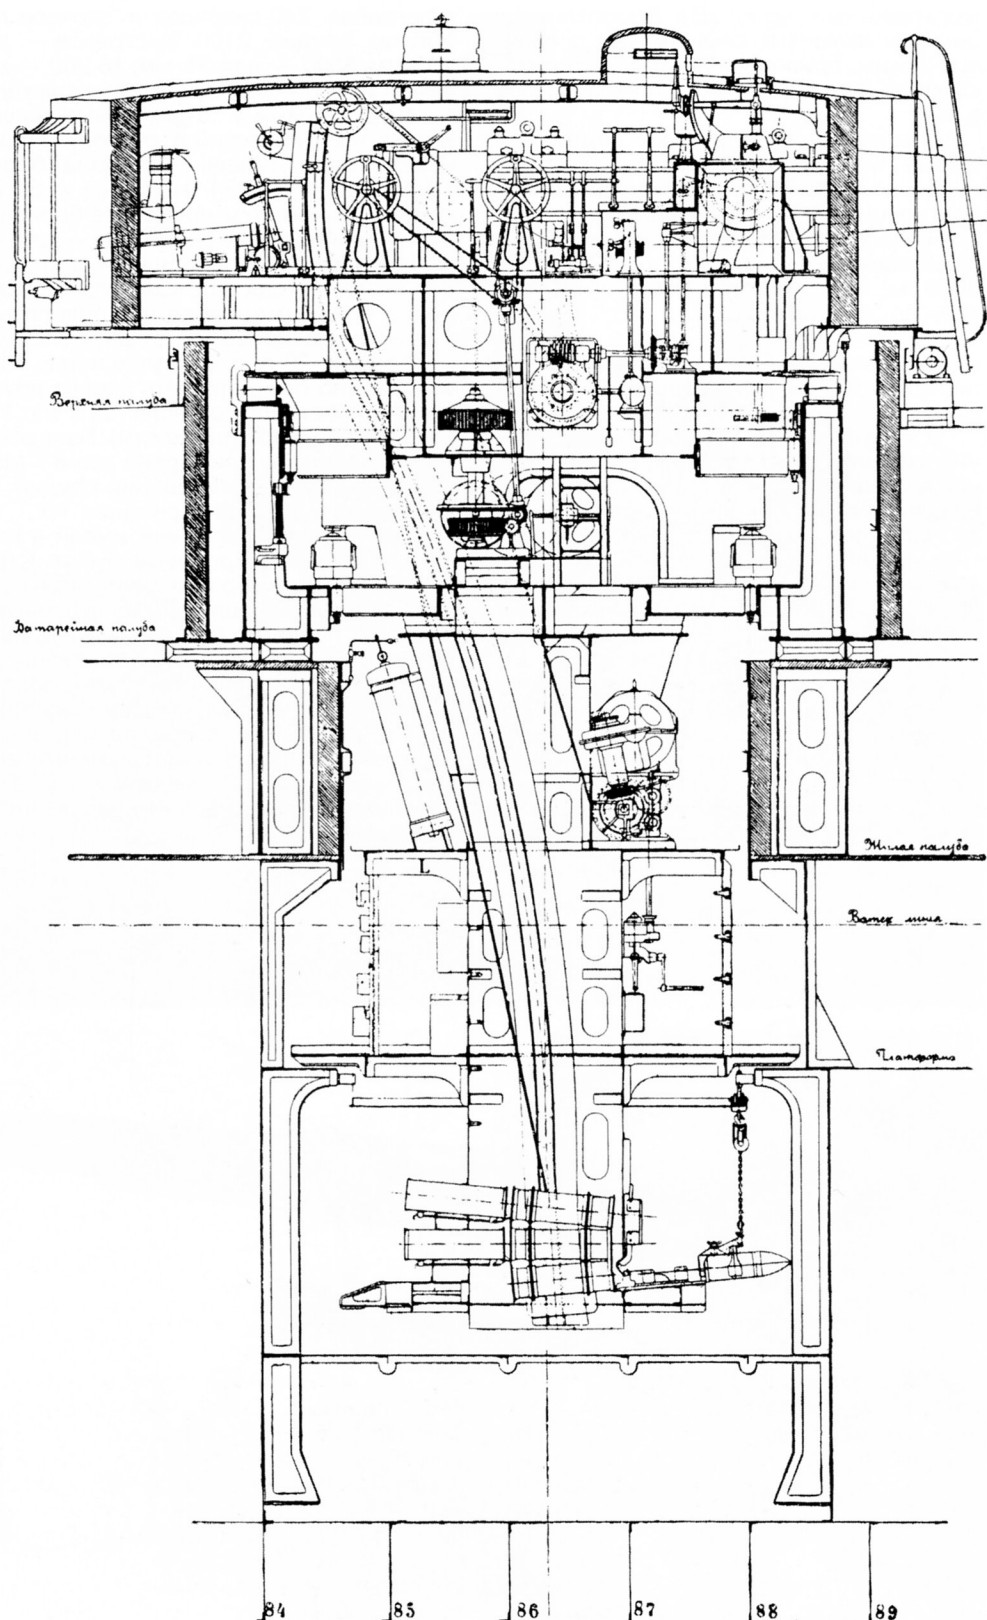 Верхняя палуба
Батарейная палуба
Жилая палуба
Ватер линия
Платформа
84 85 86 87 88 89